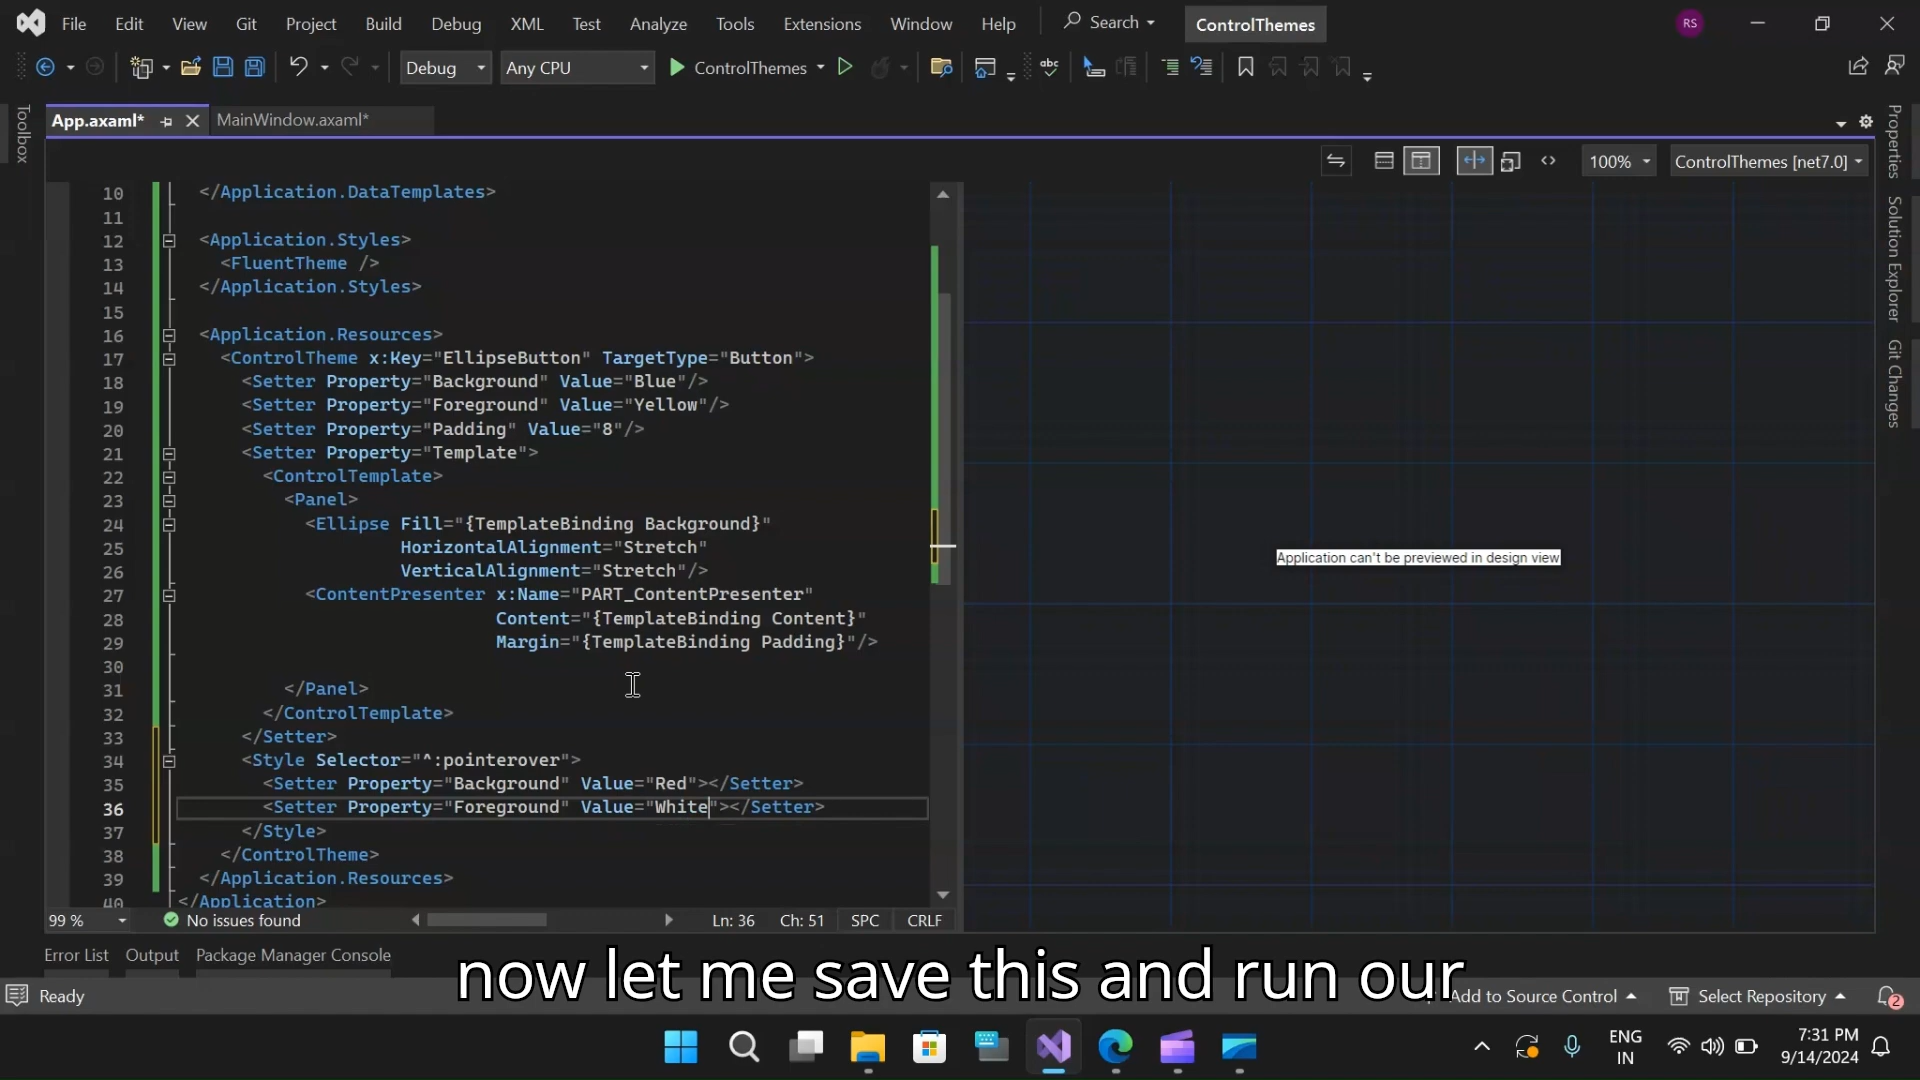 File Edit View Git Project Build Debug XML Test Analyze Tools Extensions Window Help Search ControlThemes RS
Debug Any CPU ControlThemes abc
App.axaml* MainWindow.axaml*
100% ControlThemes [net7.0]
Toolbox
Properties
Solution Explorer
Git Changes
10 </Application.DataTemplates>
11
12 <Application.Styles>
13 <FluentTheme />
14 </Application.Styles>
15
16 <Application.Resources>
17 <ControlTheme x:Key="EllipseButton" TargetType="Button">
18 <Setter Property="Background" Value="Blue"/>
19 <Setter Property="Foreground" Value="Yellow"/>
20 <Setter Property="Padding" Value="8"/>
21 <Setter Property="Template">
22 <ControlTemplate>
23 <Panel>
24 <Ellipse Fill="{TemplateBinding Background}"
25 HorizontalAlignment="Stretch"
26 VerticalAlignment="Stretch"/>
27 <ContentPresenter x:Name="PART_ContentPresenter"
28 Content="{TemplateBinding Content}"
29 Margin="{TemplateBinding Padding}"/>
30
31 </Panel>
32 </ControlTemplate>
33 </Setter>
34 <Style Selector="^:pointerover">
35 <Setter Property="Background" Value="Red"></Setter>
36 <Setter Property="Foreground" Value="White"></Setter>
37 </Style>
38 </ControlTheme>
39 </Application.Resources>
40 </Application>
Application can't be previewed in design view
99 % No issues found Ln: 36 Ch: 51 SPC CRLF
Error List Output Package Manager Console
now let me save this and run our
Ready Add to Source Control Select Repository 2
ENG
IN
7:31 PM
9/14/2024